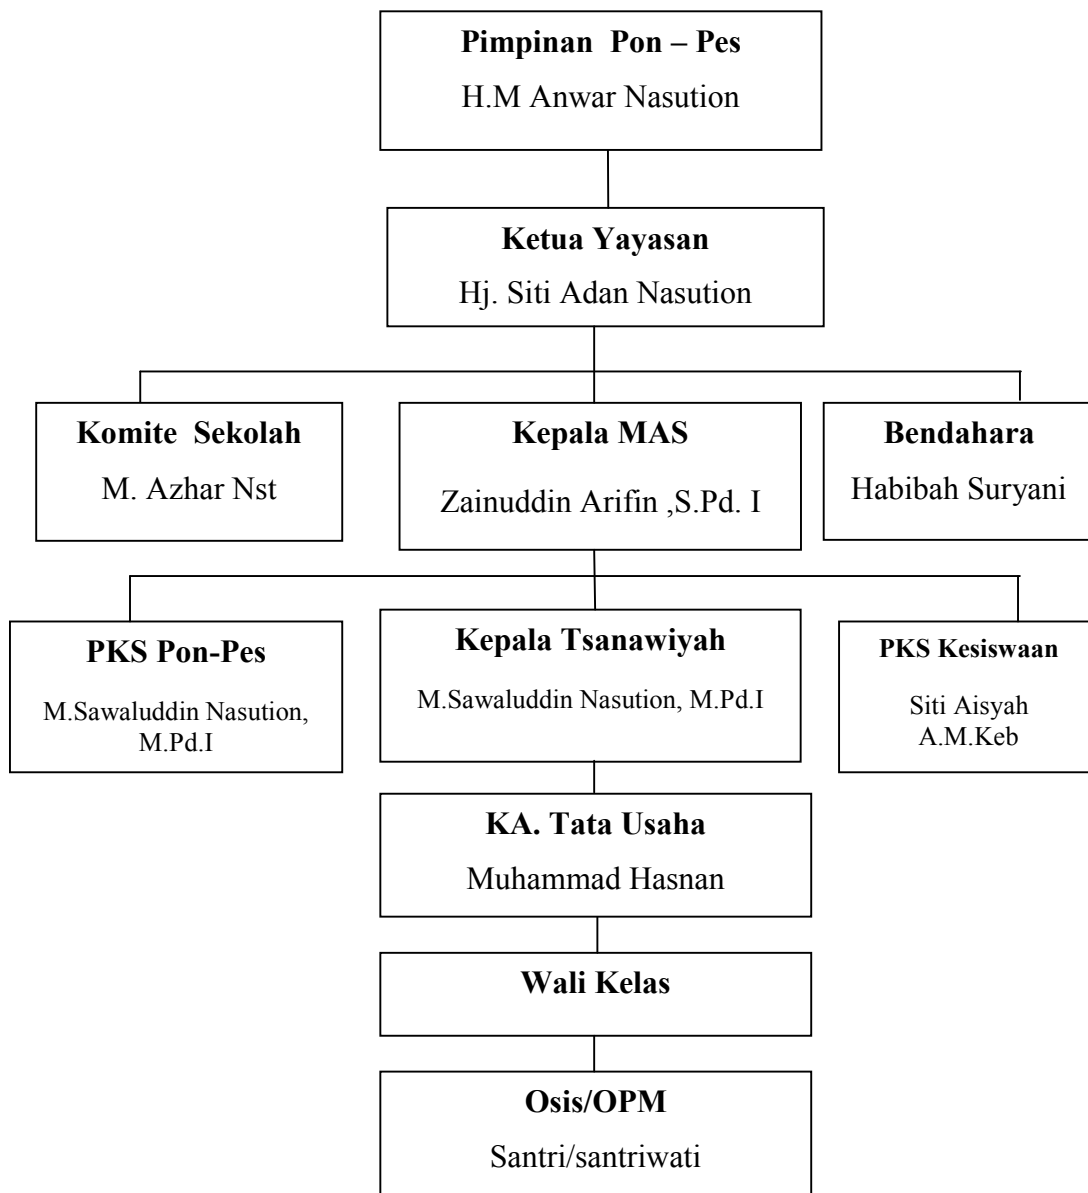 Pimpinan Pon – Pes
H.M Anwar Nasution
Ketua Yayasan
Hj. Siti Adan Nasution
Komite Sekolah
M. Azhar Nst
Kepala MAS
Zainuddin Arifin ,S.Pd. I
Bendahara
Habibah Suryani
PKS Pon-Pes
M.Sawaluddin Nasution,
M.Pd.I
Kepala Tsanawiyah
M.Sawaluddin Nasution, M.Pd.I
PKS Kesiswaan
Siti Aisyah
A.M.Keb
KA. Tata Usaha
Muhammad Hasnan
Wali Kelas
Osis/OPM
Santri/santriwati